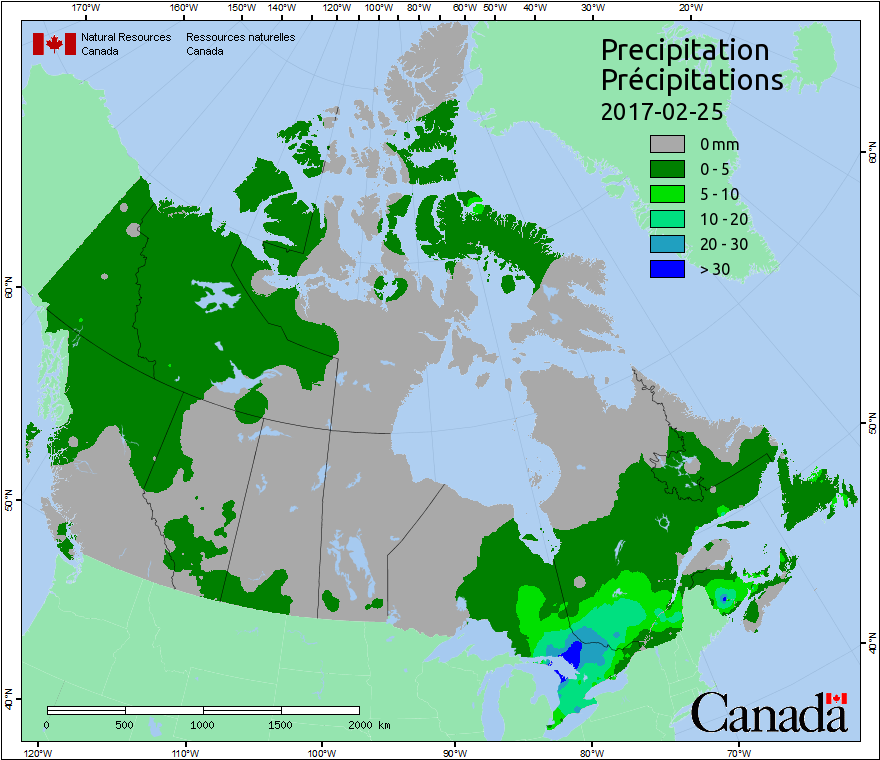 170°W 160°W 150°W 140°W 130°W 120°W 110°W 100°W 90°W 80°W 70°W 60°W 50°W 40°W 30°W 20°W
Natural Resources Canada
Ressources naturelles Canada
Precipitation
Précipitations
2017-02-25
0 mm
0 - 5
5 - 10
10 - 20
20 - 30
> 30
60°N
60°N
50°N
50°N
40°N
40°N
0 500 1000 1500 2000 km
Canada
120°W 110°W 100°W 90°W 80°W 70°W